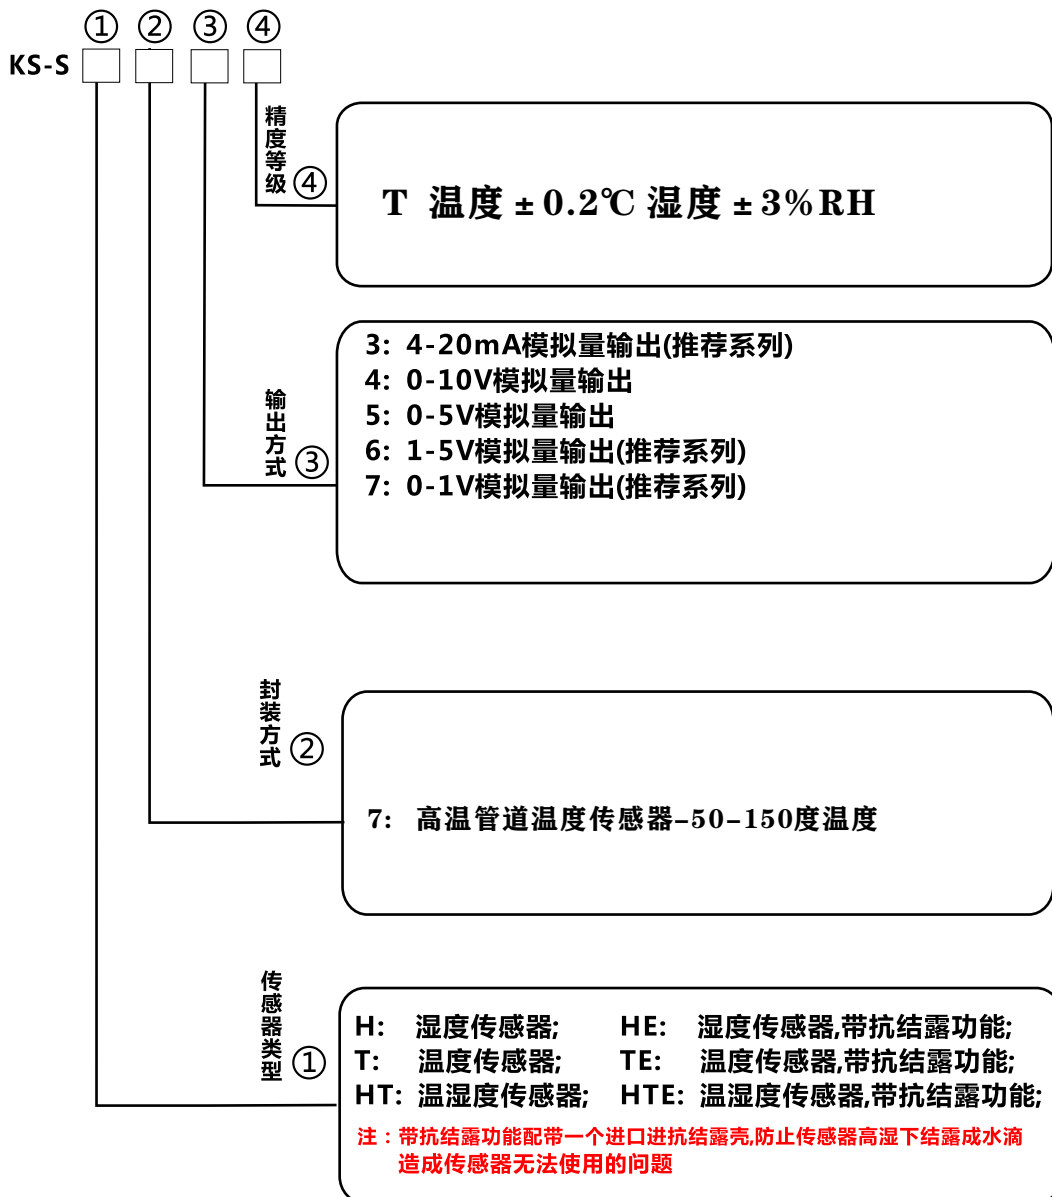 ① ② ③ ④
KS-S
精度等级 ④
T 温度 ± 0.2℃ 湿度 ± 3%RH
输出方式 ③
3: 4-20mA模拟量输出(推荐系列)
4: 0-10V模拟量输出
5: 0-5V模拟量输出
6: 1-5V模拟量输出(推荐系列)
7: 0-1V模拟量输出(推荐系列)
封装方式 ②
7: 高温管道温度传感器-50-150度温度
传感器类型 ①
H: 湿度传感器; HE: 湿度传感器,带抗结露功能;
T: 温度传感器; TE: 温度传感器,带抗结露功能;
HT: 温湿度传感器; HTE: 温湿度传感器,带抗结露功能;
注：带抗结露功能配带一个进口进抗结露壳,防止传感器高湿下结露成水滴
造成传感器无法使用的问题